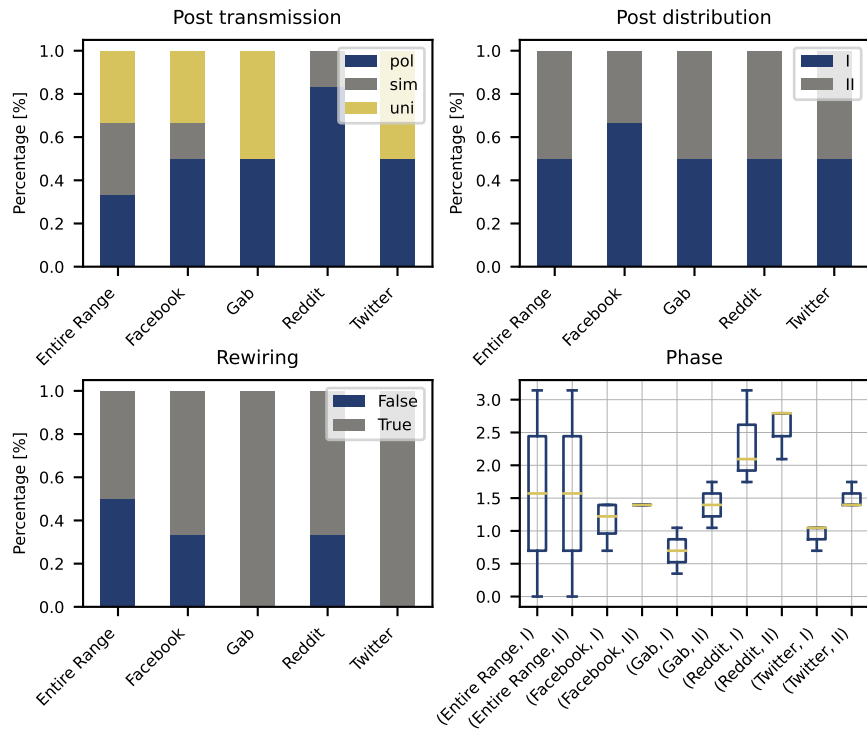 Post transmission
Percentage [%]
1.0
0.8
0.6
0.4
0.2
0.0
pol
sim
uni
Entire Range
Facebook
Gab
Reddit
Twitter
Post distribution
Percentage [%]
1.0
0.8
0.6
0.4
0.2
0.0
I
II
Entire Range
Facebook
Gab
Reddit
Twitter
Rewiring
Percentage [%]
1.0
0.8
0.6
0.4
0.2
0.0
False
True
Entire Range
Facebook
Gab
Reddit
Twitter
Phase
3.0
2.5
2.0
1.5
1.0
0.5
0.0
(Entire Range, I)
(Entire Range, II)
(Facebook, I)
(Facebook, II)
(Gab, I)
(Gab, II)
(Reddit, I)
(Reddit, II)
(Twitter, I)
(Twitter, II)